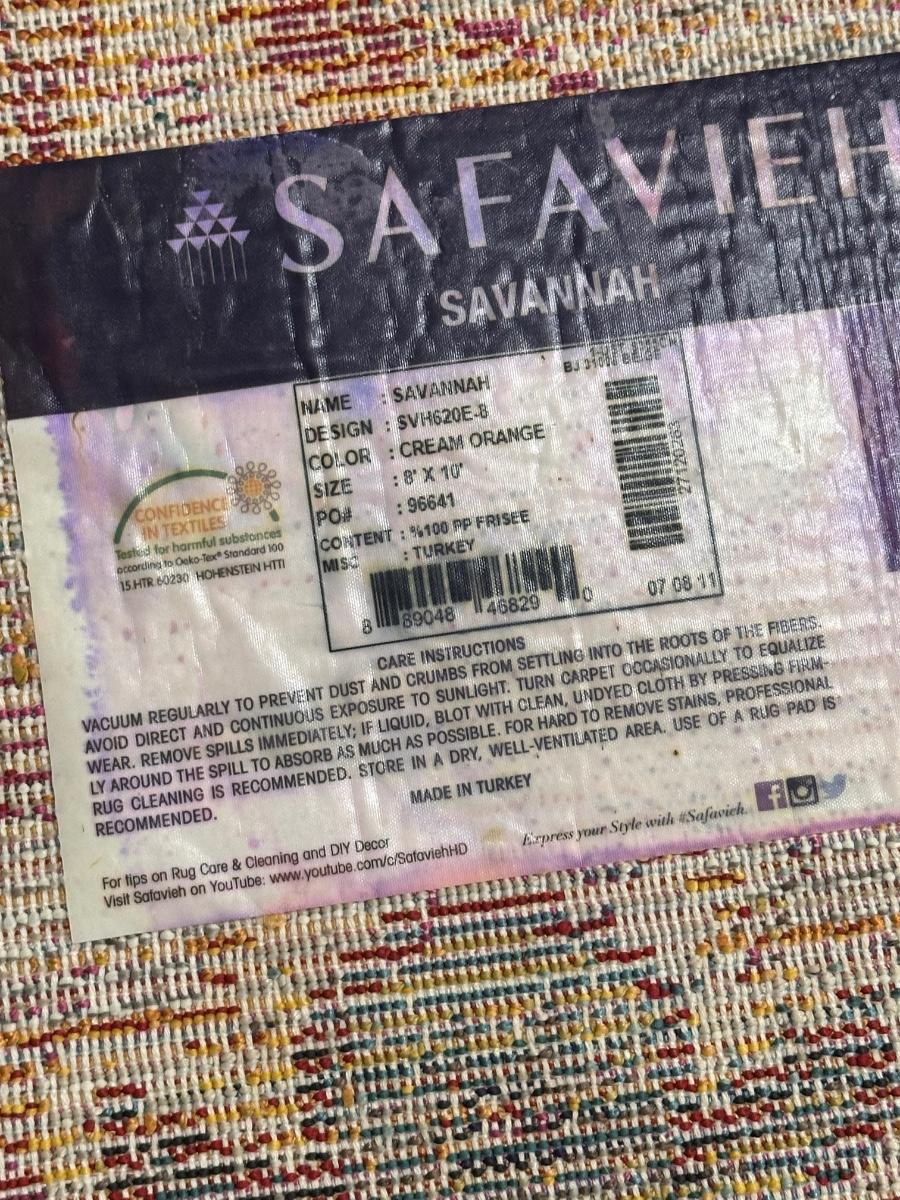 SAFAVIEH
SAVANNAH
NAME : SAVANNAH
DESIGN : SVH620E-8
COLOR : CREAM ORANGE
SIZE : 8' X 10'
PO# : 96641
CONTENT : %100 PP FRISEE
MISC : TURKEY
8 89048 46829 0
07 08 11
CONFIDENCE
IN TEXTILES
Tested for harmful substances
according to Oeko-Tex® Standard 100
15.HTR.60230 HOHENSTEIN HTTI
CARE INSTRUCTIONS
VACUUM REGULARLY TO PREVENT DUST AND CRUMBS FROM SETTLING INTO THE ROOTS OF THE FIBERS.
AVOID DIRECT AND CONTINUOUS EXPOSURE TO SUNLIGHT. TURN CARPET OCCASIONALLY TO EQUALIZE
WEAR. REMOVE SPILLS IMMEDIATELY; IF LIQUID, BLOT WITH CLEAN, UNDYED CLOTH BY PRESSING FIRM-
LY AROUND THE SPILL TO ABSORB AS MUCH AS POSSIBLE. FOR HARD TO REMOVE STAINS, PROFESSIONAL
RUG CLEANING IS RECOMMENDED. STORE IN A DRY, WELL-VENTILATED AREA. USE OF A RUG PAD IS
RECOMMENDED.
MADE IN TURKEY
Express your Style with #Safavieh.
For tips on Rug Care & Cleaning and DIY Decor
Visit Safavieh on YouTube: www.youtube.com/c/SafaviehHD